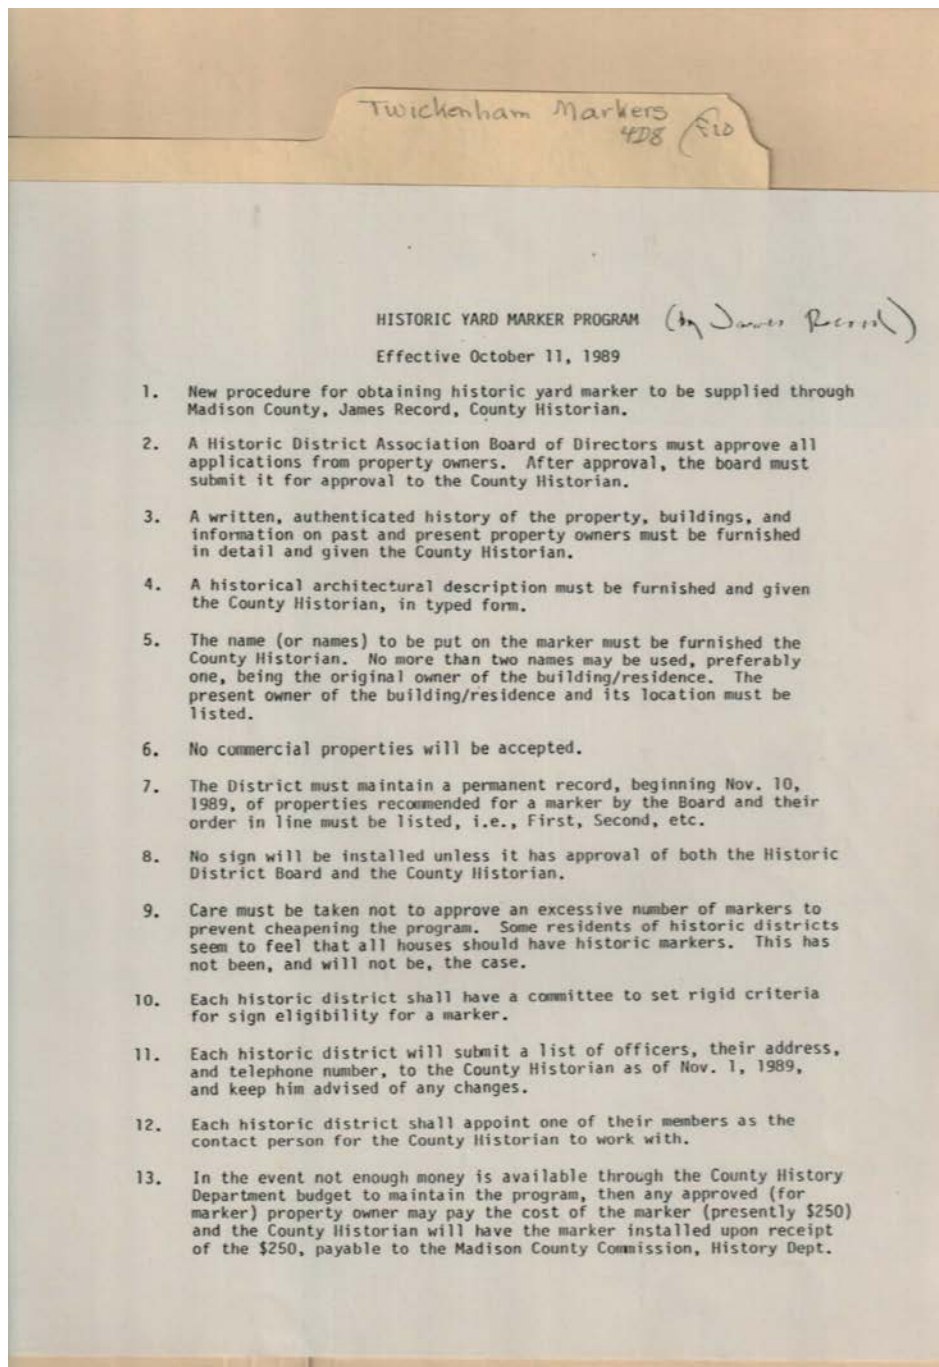 Twickenham Markers
4D8
HISTORIC YARD MARKER PROGRAM (by James Record)
Effective October 11, 1989
1. New procedure for obtaining historic yard marker to be supplied through
Madison County, James Record, County Historian.
2. A Historic District Association Board of Directors must approve all
applications from property owners. After approval, the board must
submit it for approval to the County Historian.
3. A written, authenticated history of the property, buildings, and
information on past and present property owners must be furnished
in detail and given the County Historian.
4. A historical architectural description must be furnished and given
the County Historian, in typed form.
5. The name (or names) to be put on the marker must be furnished the
County Historian. No more than two names may be used, preferably
one, being the original owner of the building/residence. The
present owner of the building/residence and its location must be
listed.
6. No commercial properties will be accepted.
7. The District must maintain a permanent record, beginning Nov. 10,
1989, of properties recommended for a marker by the Board and their
order in line must be listed, i.e., First, Second, etc.
8. No sign will be installed unless it has approval of both the Historic
District Board and the County Historian.
9. Care must be taken not to approve an excessive number of markers to
prevent cheapening the program. Some residents of historic districts
seem to feel that all houses should have historic markers. This has
not been, and will not be, the case.
10. Each historic district shall have a committee to set rigid criteria
for sign eligibility for a marker.
11. Each historic district will submit a list of officers, their address,
and telephone number, to the County Historian as of Nov. 1, 1989,
and keep him advised of any changes.
12. Each historic district shall appoint one of their members as the
contact person for the County Historian to work with.
13. In the event not enough money is available through the County History
Department budget to maintain the program, then any approved (for
marker) property owner may pay the cost of the marker (presently $250)
and the County Historian will have the marker installed upon receipt
of the $250, payable to the Madison County Commission, History Dept.